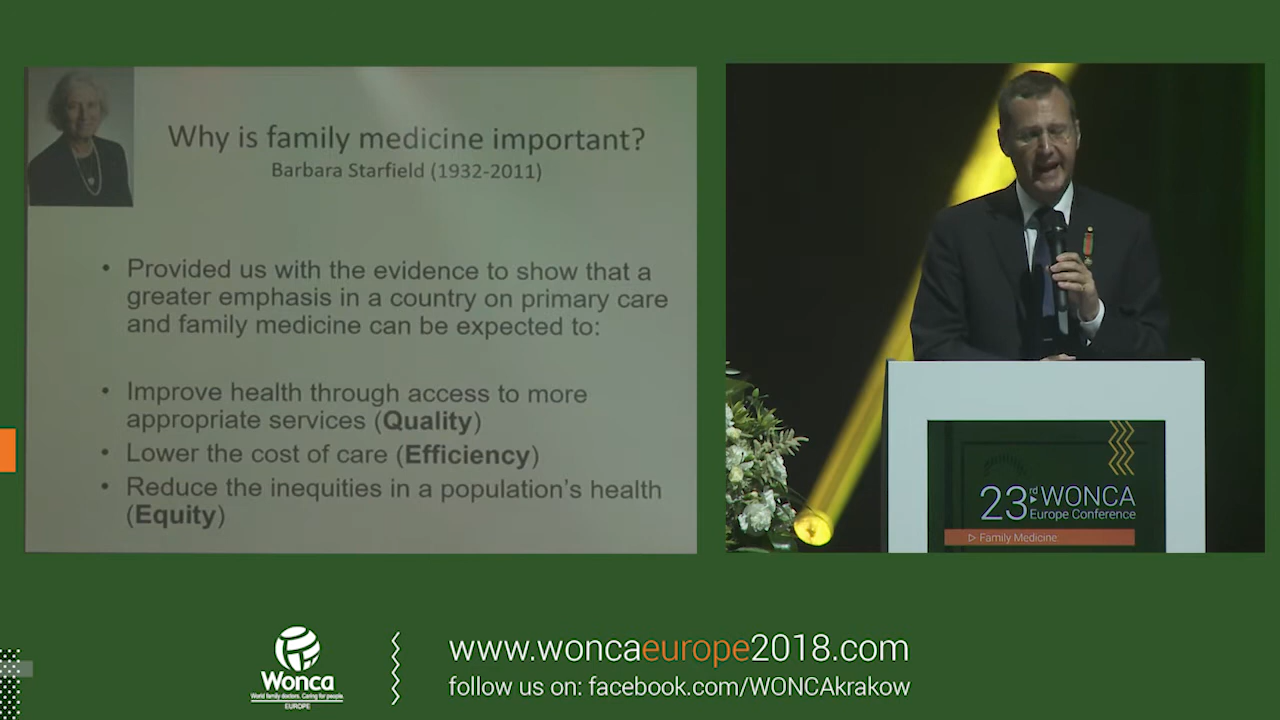 Why is family medicine important?
Barbara Starfield (1932-2011)
• Provided us with the evidence to show that a
greater emphasis in a country on primary care
and family medicine can be expected to:
• Improve health through access to more
appropriate services (Quality)
• Lower the cost of care (Efficiency)
• Reduce the inequities in a population's health
(Equity)
23rd WONCA
Europe Conference
Family Medicine
Wonca
World family doctors. Caring for people.
EUROPE
www.woncaeurope2018.com
follow us on: facebook.com/WONCAkrakow